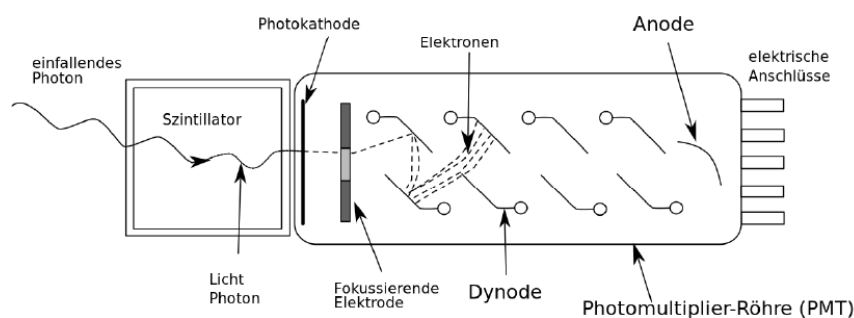 Photokathode
Anode
Elektronen
einfallendes
Photon
elektrische
Anschlüsse
Szintillator
Licht
Photon
Fokussierende
Elektrode
Dynode
Photomultiplier-Röhre (PMT)